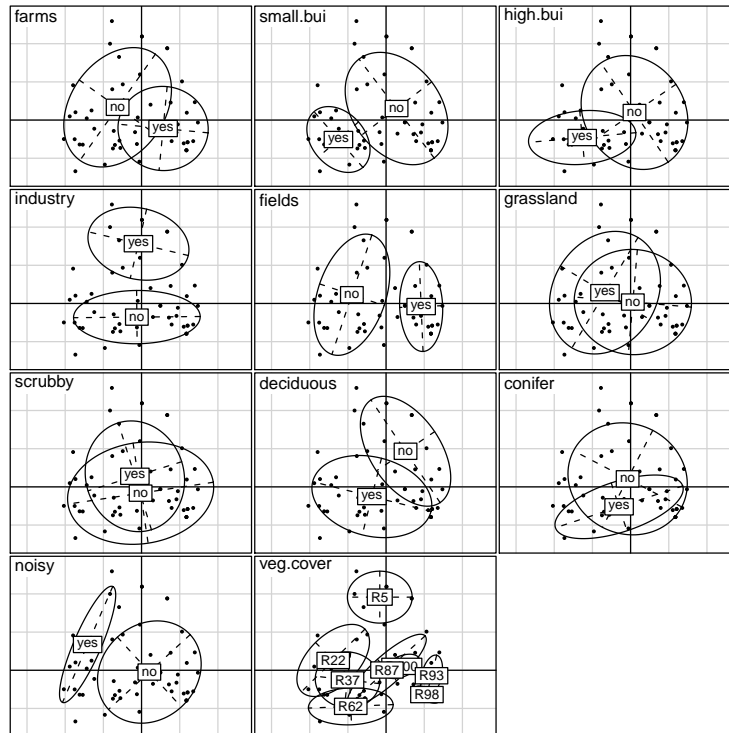 farms
no
yes
small.bui
no
yes
high.bui
no
yes
industry
yes
no
fields
no
yes
grassland
yes
no
scrubby
yes
no
deciduous
no
yes
conifer
no
yes
noisy
yes
no
veg.cover
R5
R22
R87
R37
R93
R98
R62